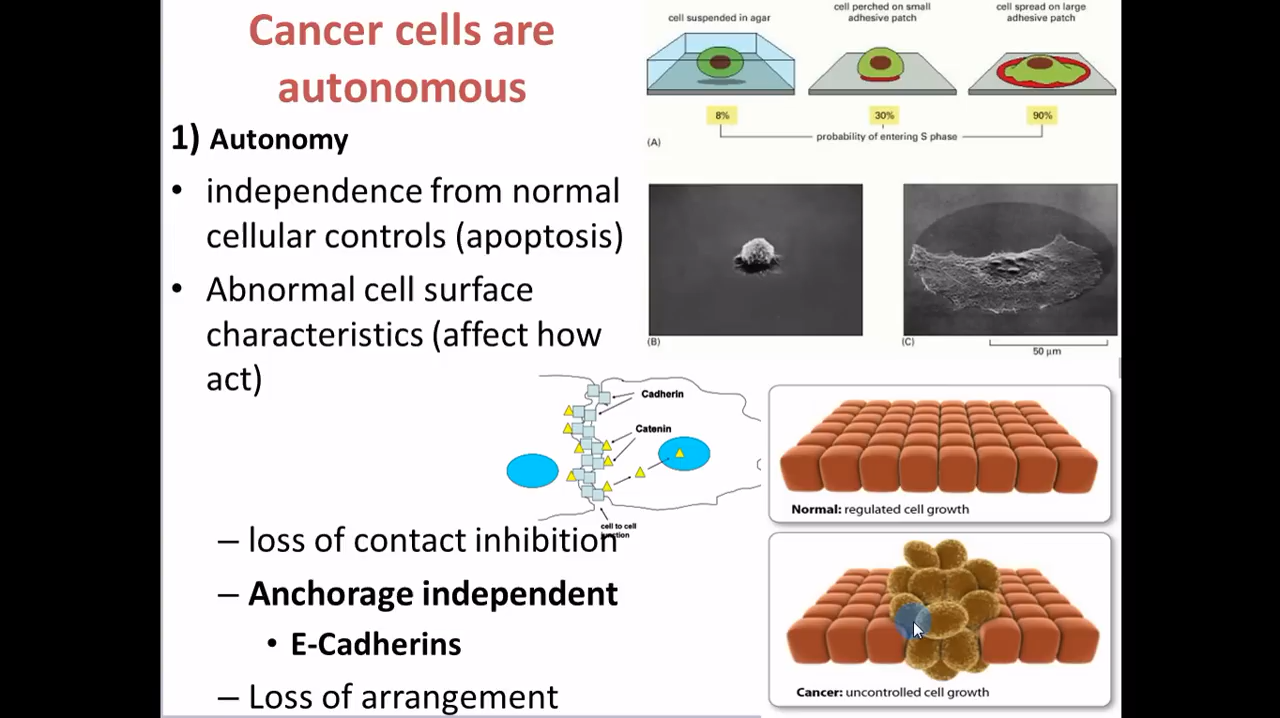 Cancer cells are
autonomous
1) Autonomy
• independence from normal
cellular controls (apoptosis)
• Abnormal cell surface
characteristics (affect how
act)
– loss of contact inhibition
– Anchorage independent
• E-Cadherins
– Loss of arrangement
cell suspended in agar
cell perched on small
adhesive patch
cell spread on large
adhesive patch
8%
30%
90%
probability of entering S phase
(A)
(B)
(C)
50 µm
Cadherin
Catenin
cell to cell
junction
Normal: regulated cell growth
Cancer: uncontrolled cell growth